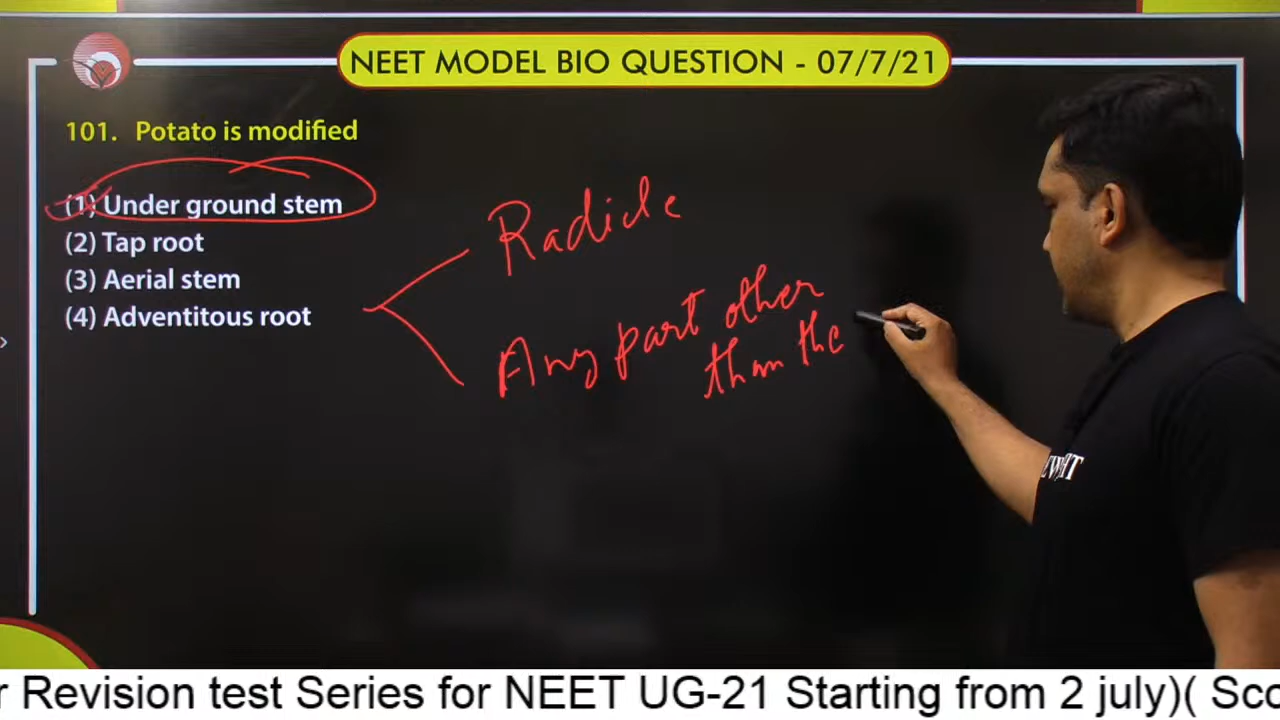 NEET MODEL BIO QUESTION - 07/7/21
101. Potato is modified
(1) Under ground stem
(2) Tap root
(3) Aerial stem
(4) Adventitous root
Radicle
Any part other
than the
r Revision test Series for NEET UG-21 Starting from 2 july)( Sco